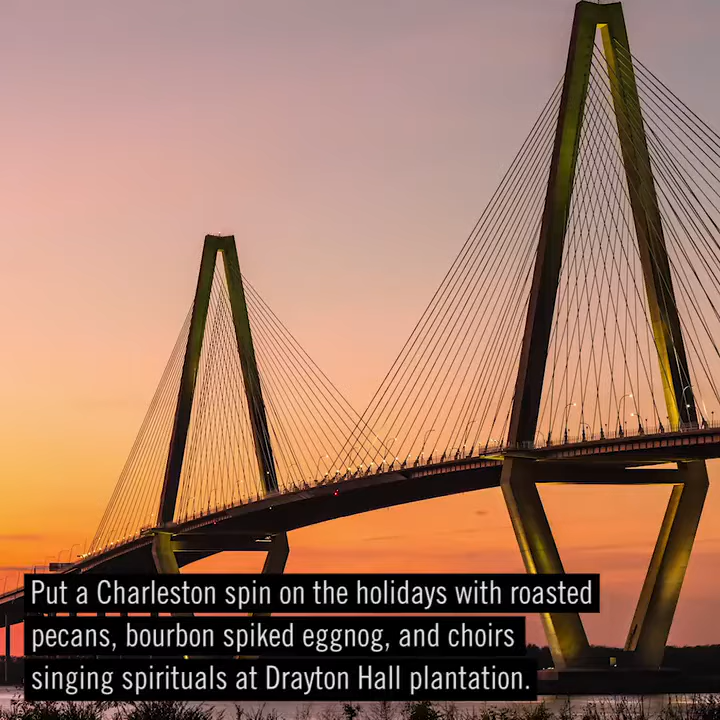 Put a Charleston spin on the holidays with roasted
pecans, bourbon spiked eggnog, and choirs
singing spirituals at Drayton Hall plantation.